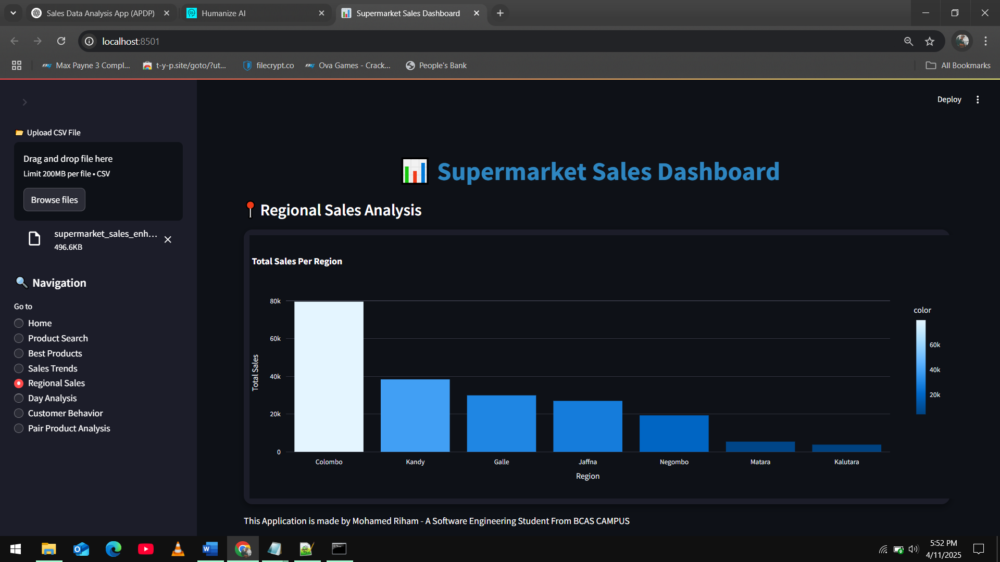 Sales Data Analysis App (APDP)
Humanize AI
Supermarket Sales Dashboard
localhost:8501
Max Payne 3 Compl...
t-y-p.site/goto/?ut...
filecrypt.co
Ova Games - Crack...
People's Bank
All Bookmarks
Deploy
Upload CSV File
Drag and drop file here
Limit 200MB per file • CSV
Browse files
supermarket_sales_enh...
496.6KB
Navigation
Go to
Home
Product Search
Best Products
Sales Trends
Regional Sales
Day Analysis
Customer Behavior
Pair Product Analysis
Supermarket Sales Dashboard
Regional Sales Analysis
Total Sales Per Region
80k
60k
40k
20k
0
Total Sales
Colombo
Kandy
Galle
Jaffna
Negombo
Matara
Kalutara
Region
color
60k
40k
20k
This Application is made by Mohamed Riham - A Software Engineering Student From BCAS CAMPUS
5:52 PM
4/11/2025